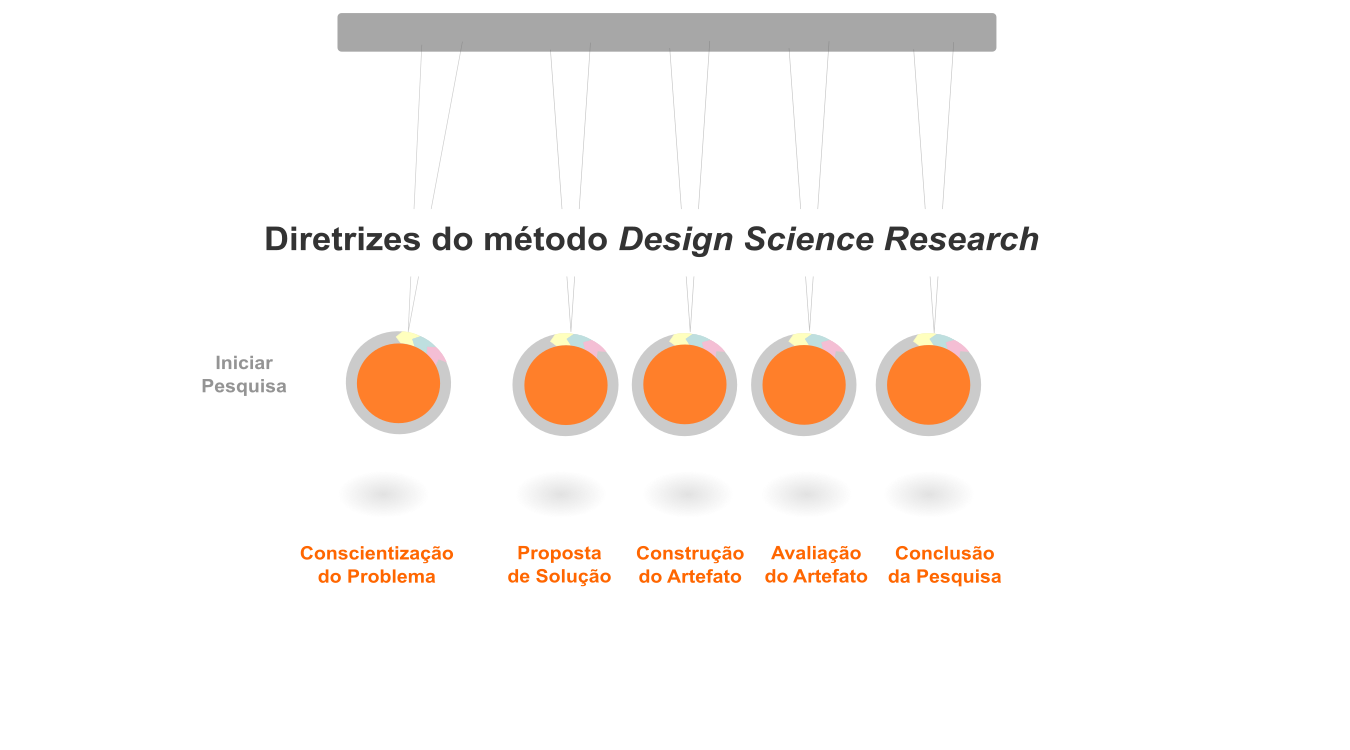 Diretrizes do método Design Science Research
Iniciar
Pesquisa
Conscientização
do Problema
Proposta
de Solução
Construção
do Artefato
Avaliação
do Artefato
Conclusão
da Pesquisa